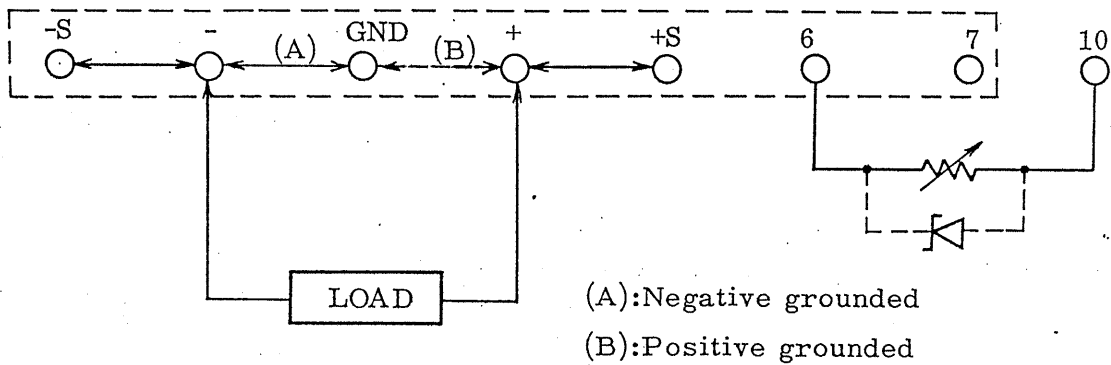 -S - (A) GND (B) + +S 6 7 10
LOAD
(A):Negative grounded
(B):Positive grounded